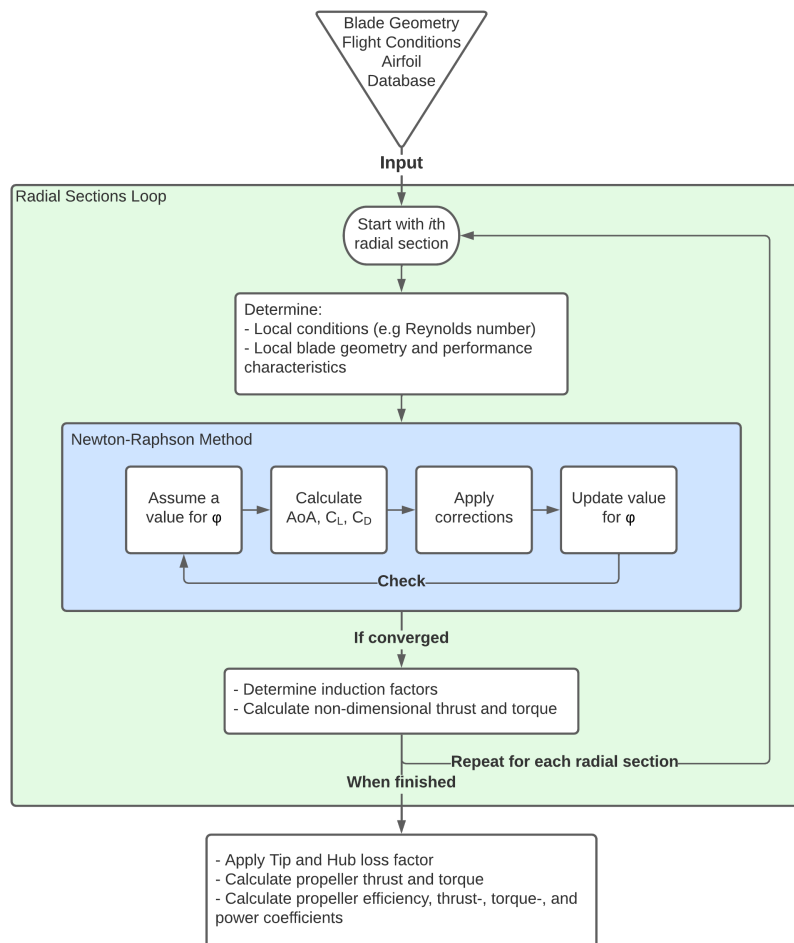 Blade Geometry
Flight Conditions
Airfoil
Database
Input
Radial Sections Loop
Start with ith
radial section
Determine:
- Local conditions (e.g Reynolds number)
- Local blade geometry and performance
characteristics
Newton-Raphson Method
Assume a
value for φ
Calculate
AoA, C_L, C_D
Apply
corrections
Update value
for φ
Check
If converged
- Determine induction factors
- Calculate non-dimensional thrust and torque
Repeat for each radial section
When finished
- Apply Tip and Hub loss factor
- Calculate propeller thrust and torque
- Calculate propeller efficiency, thrust-, torque-, and
power coefficients